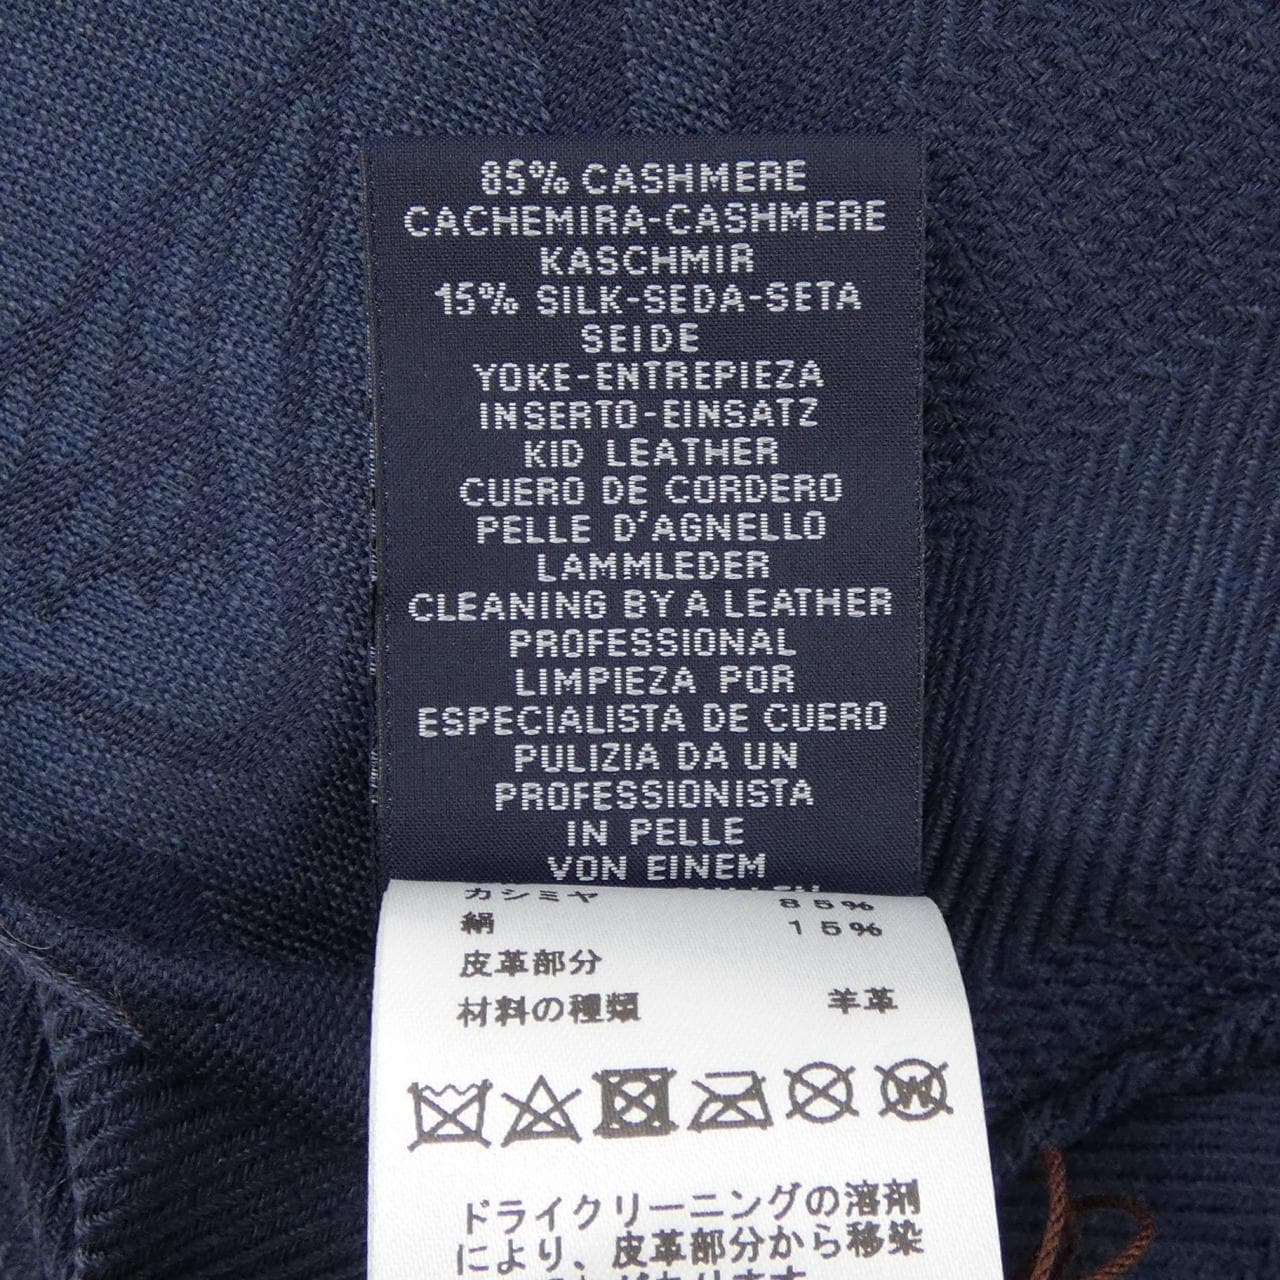 85% CASHMERE
CACHEMIRA-CASHMERE
KASCHMIR
15% SILK-SEDA-SETA
SEIDE
YOKE-ENTREPIEZA
INSERTO-EINSATZ
KID LEATHER
CUERO DE CORDERO
PELLE D'AGNELLO
LAMMLEDER
CLEANING BY A LEATHER
PROFESSIONAL
LIMPIEZA POR
ESPECIALISTA DE CUERO
PULIZIA DA UN
PROFESSIONISTA
IN PELLE
VON EINEM
カシミヤ 85%
絹 15%
皮革部分
材料の種類 羊革
W
ドライクリーニングの溶剤
により、皮革部分から移染